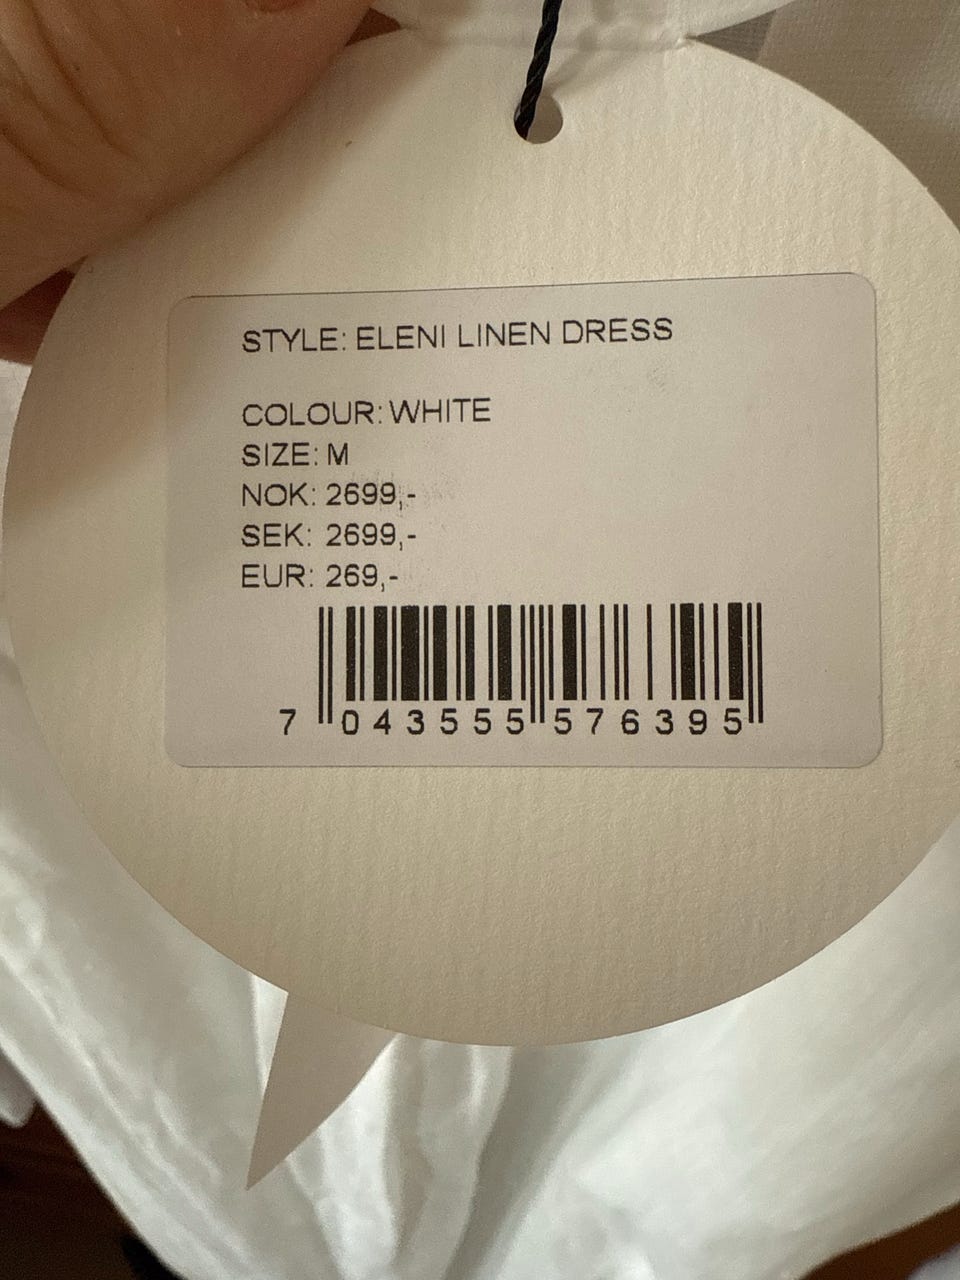 STYLE: ELENI LINEN DRESS
COLOUR: WHITE
SIZE: M
NOK: 2699,-
SEK: 2699,-
EUR: 269,-
7 043555 576395